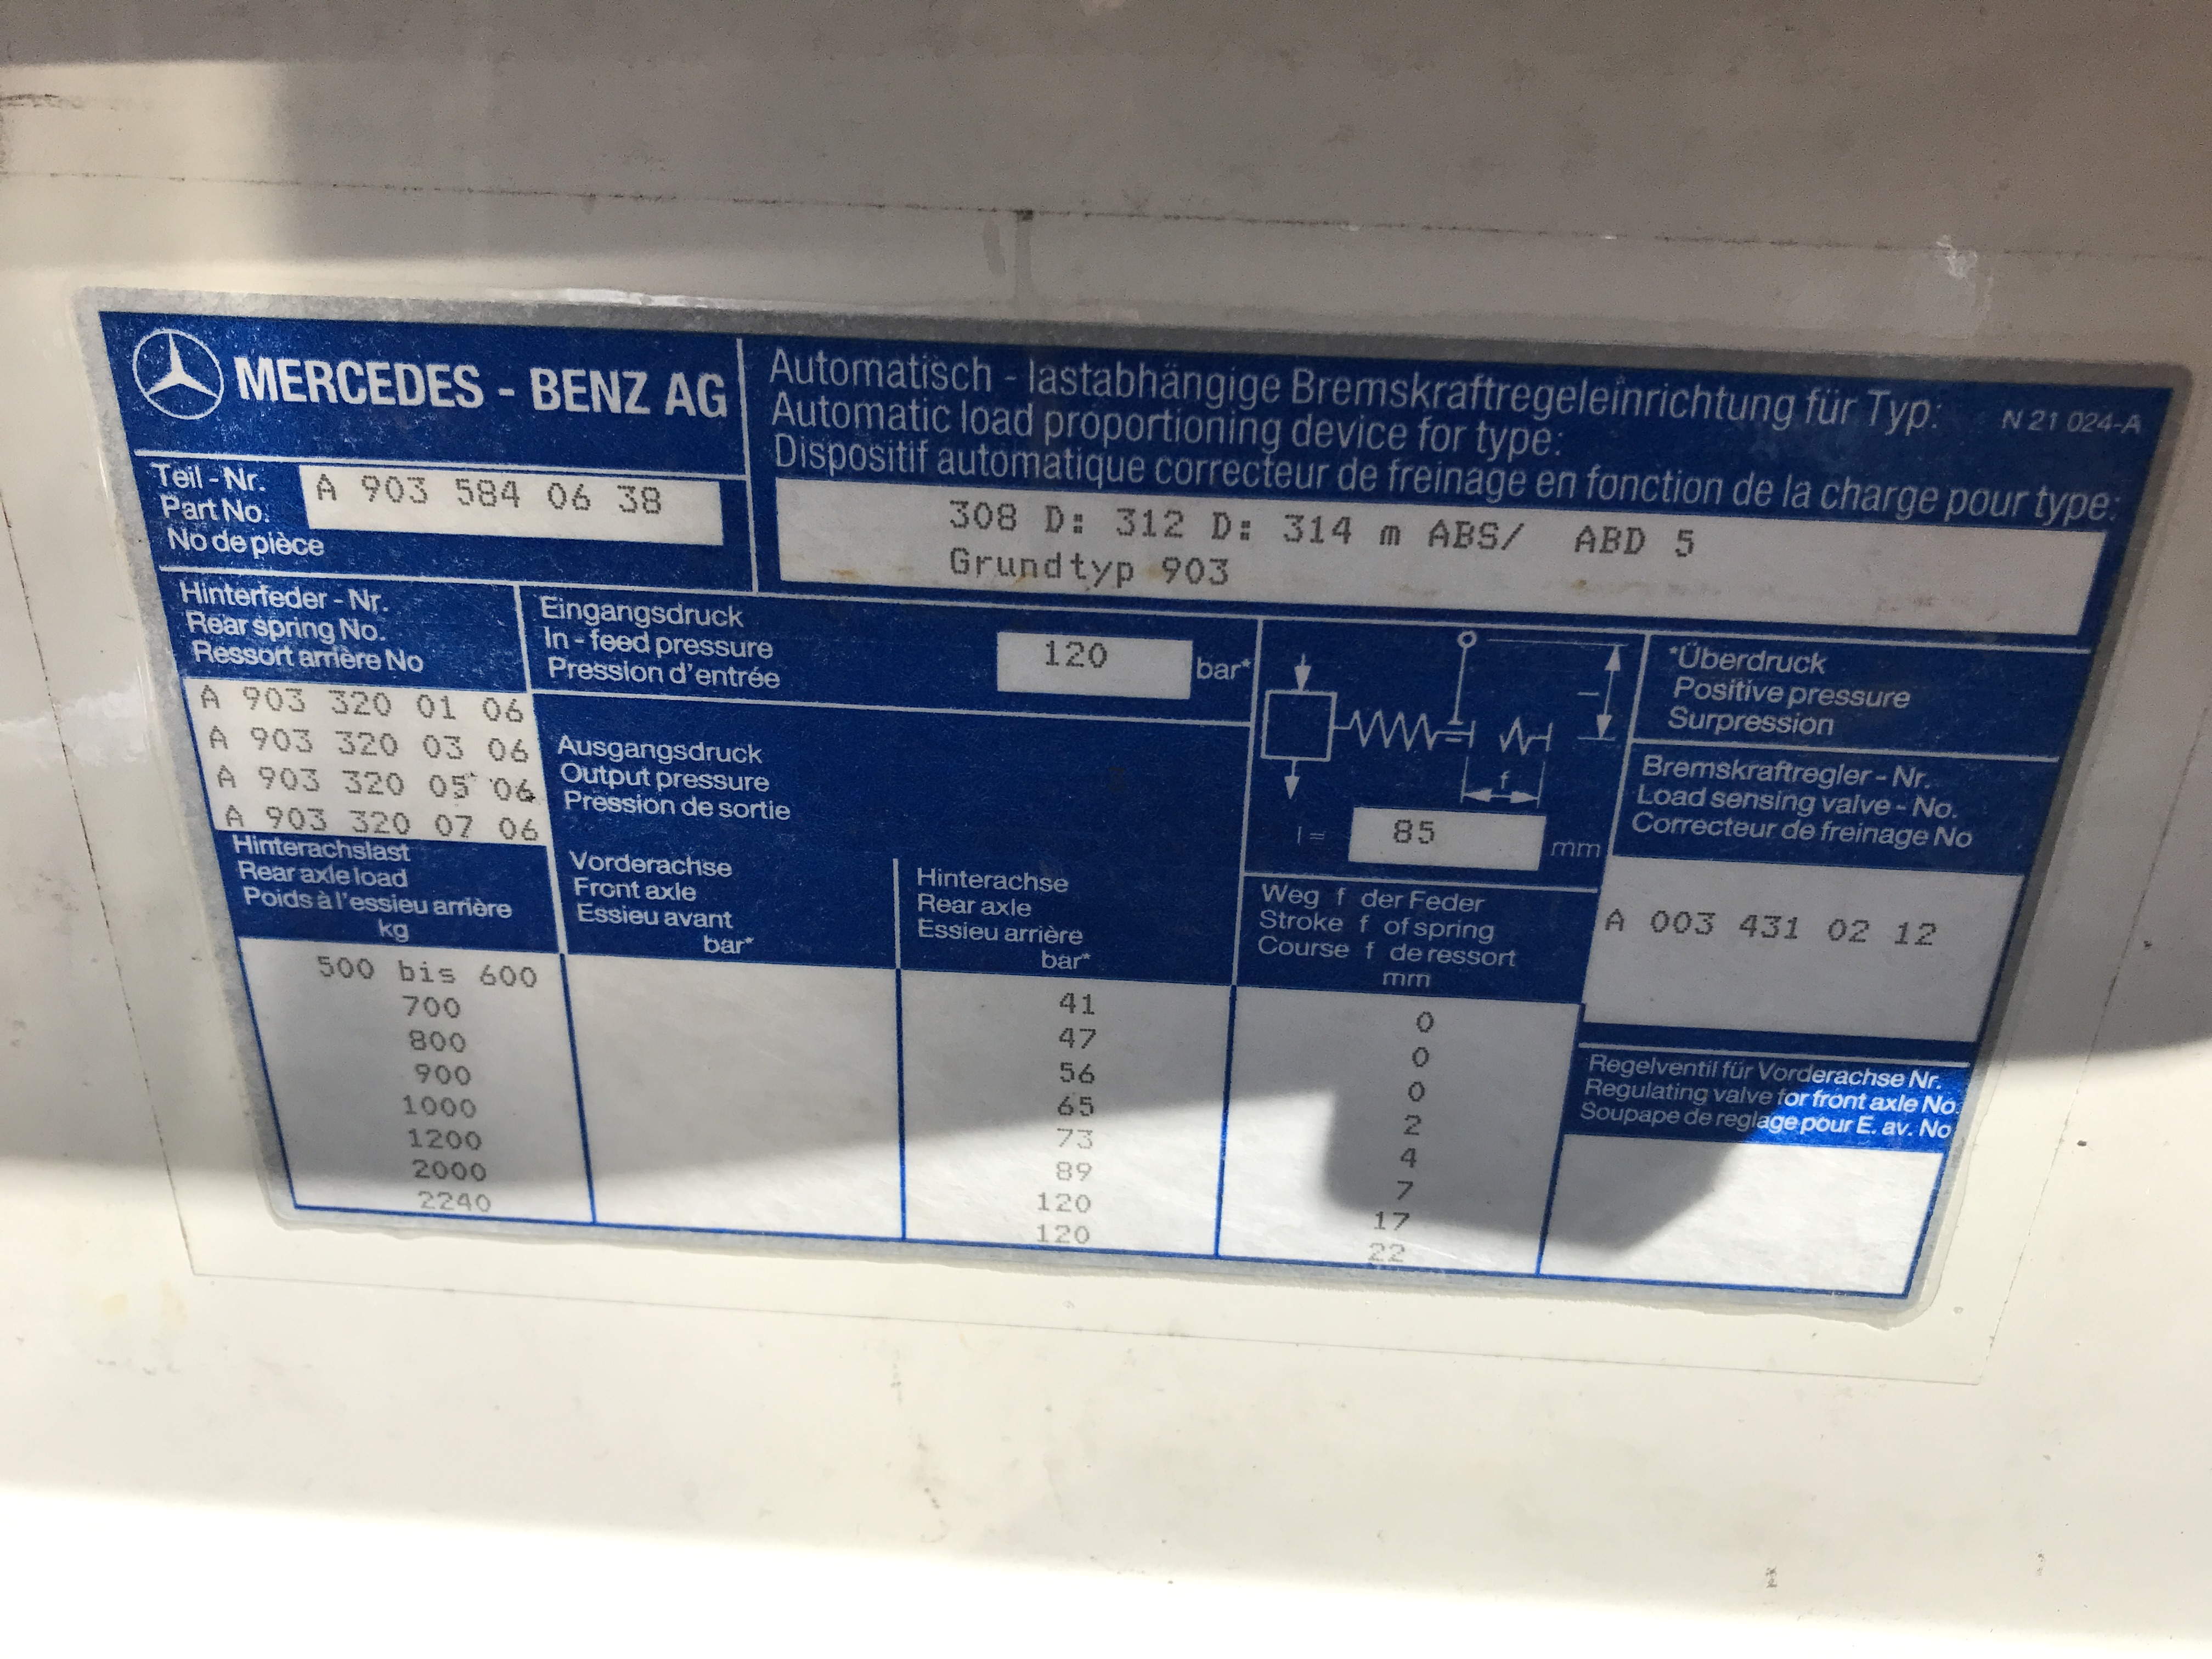 MERCEDES - BENZ AG
Automatisch - lastabhängige Bremskraftregeleinrichtung für Typ: N 21 024-A
Automatic load proportioning device for type:
Dispositif automatique correcteur de freinage en fonction de la charge pour type:
Teil - Nr.
Part No.
No de pièce
A 903 584 06 38
308 D: 312 D: 314 m ABS/ ABD 5
Grundtyp 903
Hinterfeder - Nr.
Rear spring No.
Ressort arrière No
A 903 320 01 06
A 903 320 03 06
A 903 320 05 06
A 903 320 07 06
Eingangsdruck
In - feed pressure
Pression d'entrée
120 bar*
Ausgangsdruck
Output pressure
Pression de sortie
l
f
l = 85 mm
*Überdruck
Positive pressure
Surpression
Bremskraftregler - Nr.
Load sensing valve - No.
Correcteur de freinage No
A 003 431 02 12
Hinterachslast
Rear axle load
Poids à l'essieu arrière
kg
Vorderachse
Front axle
Essieu avant
bar*
Hinterachse
Rear axle
Essieu arrière
bar*
Weg f der Feder
Stroke f of spring
Course f de ressort
mm
500 bis 600 41 0
700 47 0
800 56 0
900 65 2
1000 73 4
1200 89 7
2000 120 17
2240 120 22
Regelventil für Vorderachse Nr.
Regulating valve for front axle No.
Soupape de reglage pour E. av. No